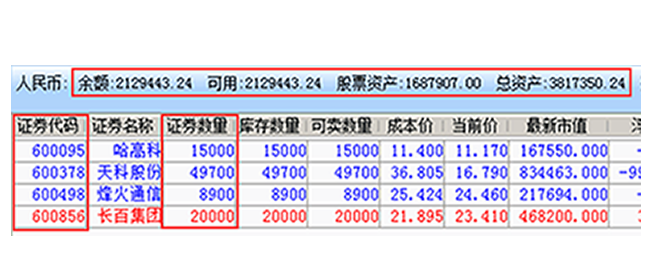 人民币: 余额:2129443.24 可用:2129443.24 股票资产:1687907.00 总资产:3817350.24
证券代码 证券名称 证券数量 库存数量 可卖数量 成本价 当前价 最新市值
600095 哈高科 15000 15000 15000 11.400 11.170 167550.000
600378 天科股份 49700 49700 49700 36.805 16.790 834463.000 -99
600498 烽火通信 8900 8900 8900 25.424 24.460 217694.000 -
600856 长百集团 20000 20000 20000 21.895 23.410 468200.000